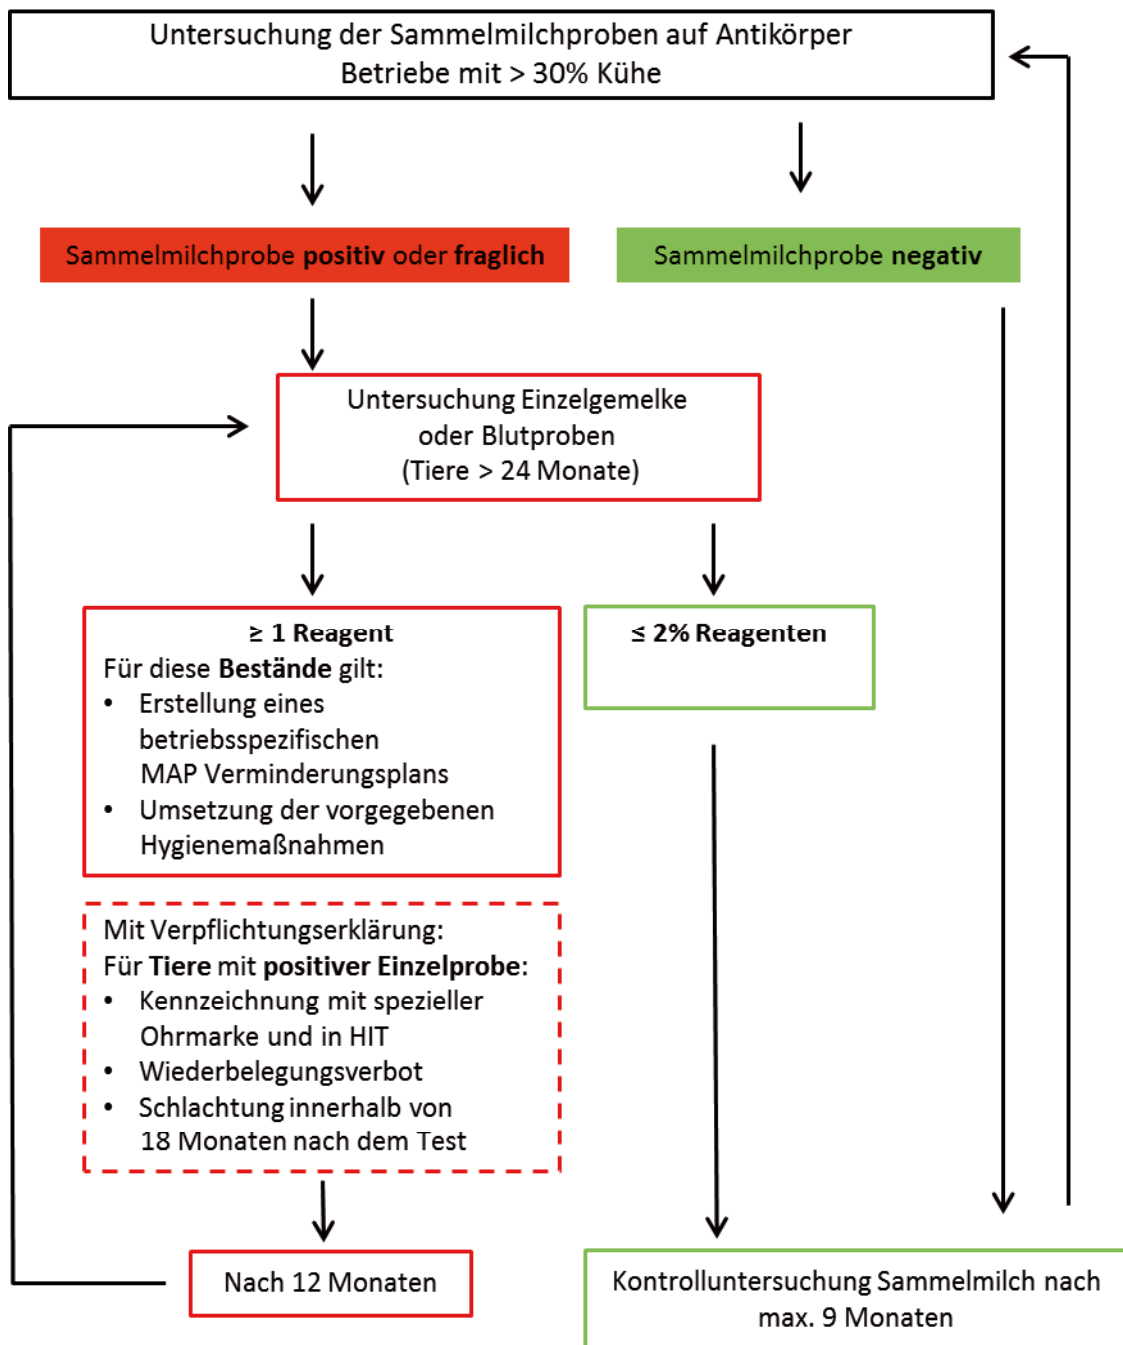 Untersuchung der Sammelmilchproben auf Antikörper
Betriebe mit > 30% Kühe
Sammelmilchprobe positiv oder fraglich
Sammelmilchprobe negativ
Untersuchung Einzelgemelke
oder Blutproben
(Tiere > 24 Monate)
≥ 1 Reagent
Für diese Bestände gilt:
• Erstellung eines
betriebsspezifischen
MAP Verminderungsplans
• Umsetzung der vorgegebenen
Hygienemaßnahmen
≤ 2% Reagenten
Mit Verpflichtungserklärung:
Für Tiere mit positiver Einzelprobe:
• Kennzeichnung mit spezieller
Ohrmarke und in HIT
• Wiederbelegungsverbot
• Schlachtung innerhalb von
18 Monaten nach dem Test
Nach 12 Monaten
Kontrolluntersuchung Sammelmilch nach
max. 9 Monaten